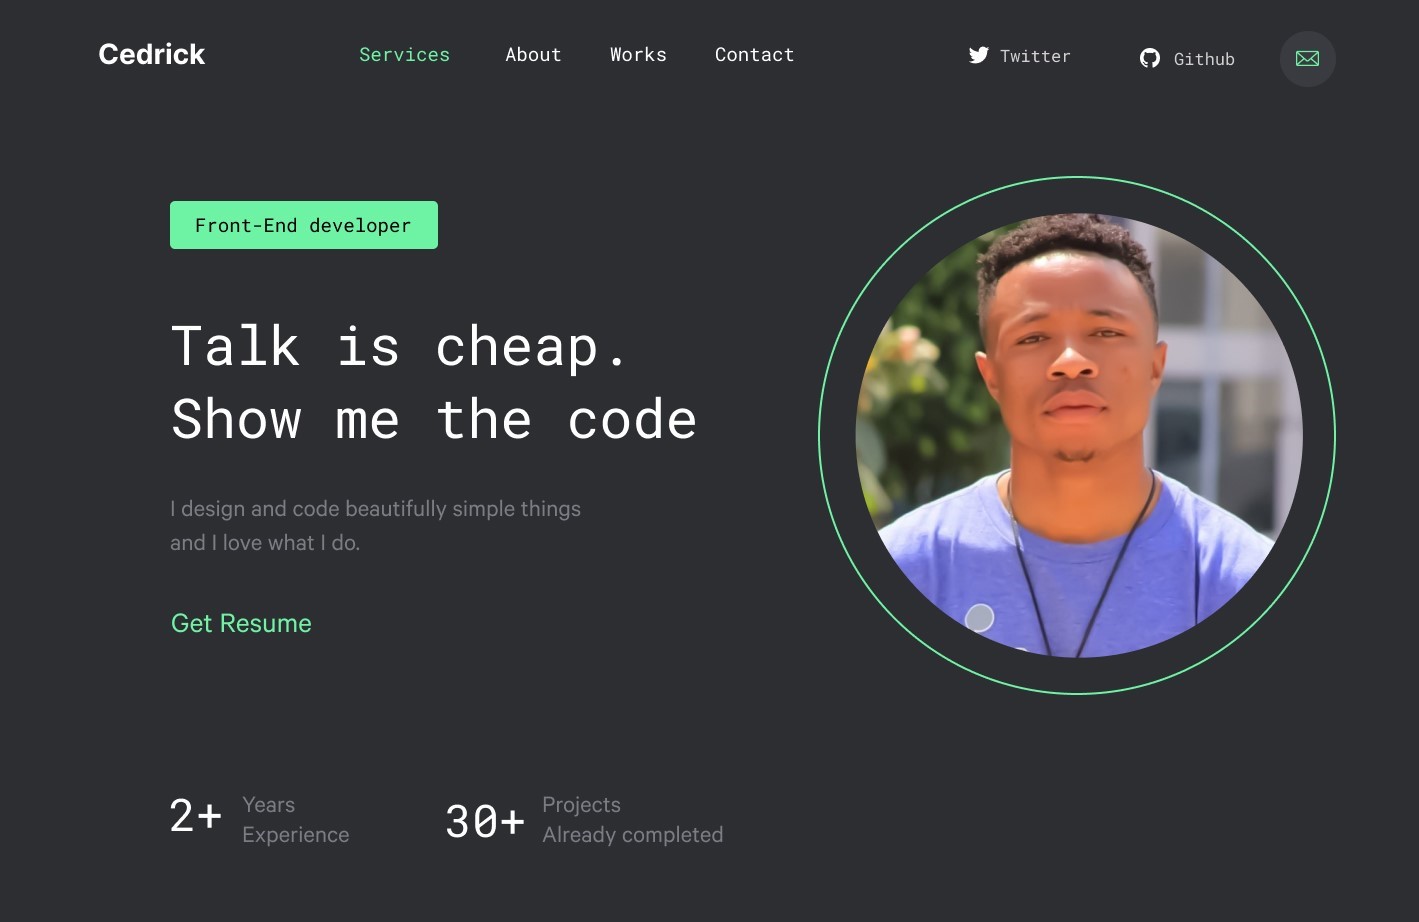 Cedrick
Services
About
Works
Contact
Twitter
Github
Front-End developer
Talk is cheap.
Show me the code
I design and code beautifully simple things
and I love what I do.
Get Resume
2+
Years
Experience
30+
Projects
Already completed